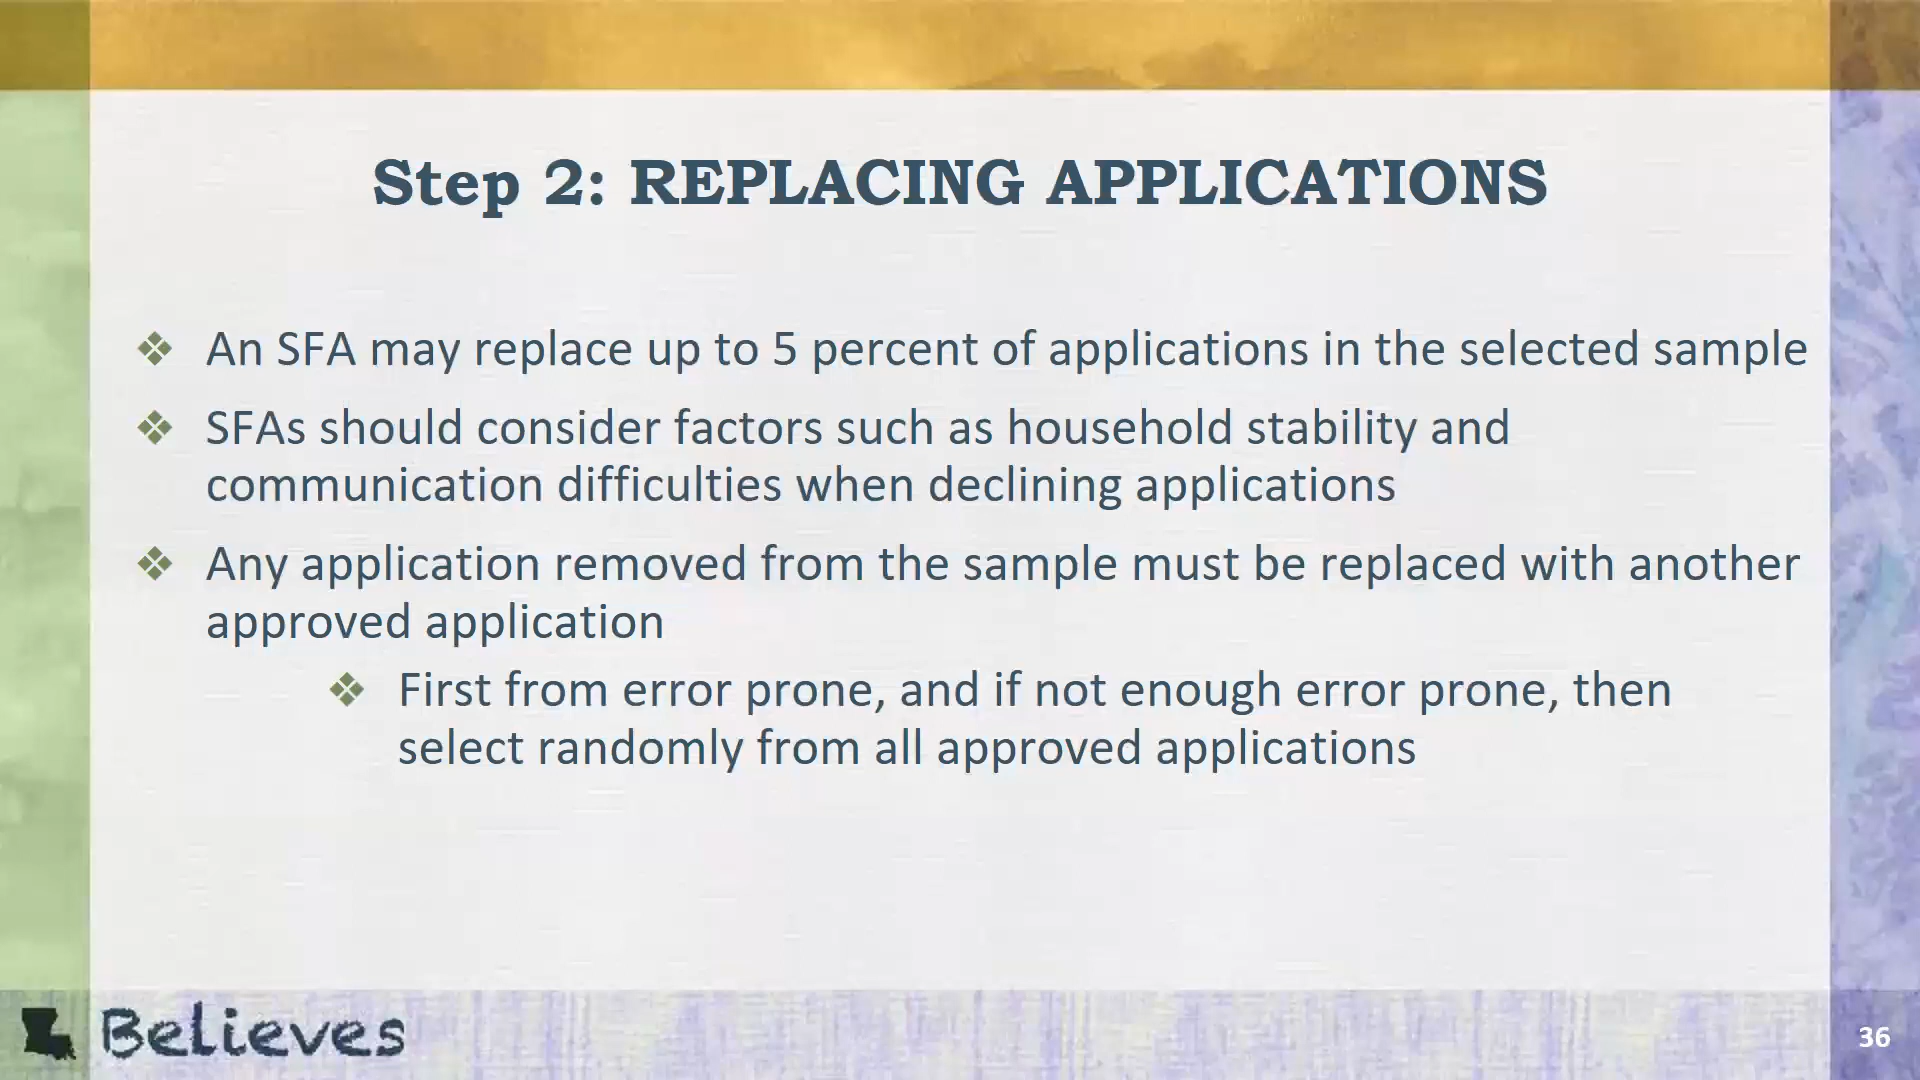 Step 2: REPLACING APPLICATIONS
❖ An SFA may replace up to 5 percent of applications in the selected sample
❖ SFAs should consider factors such as household stability and
communication difficulties when declining applications
❖ Any application removed from the sample must be replaced with another
approved application
❖ First from error prone, and if not enough error prone, then
select randomly from all approved applications
Believes
36